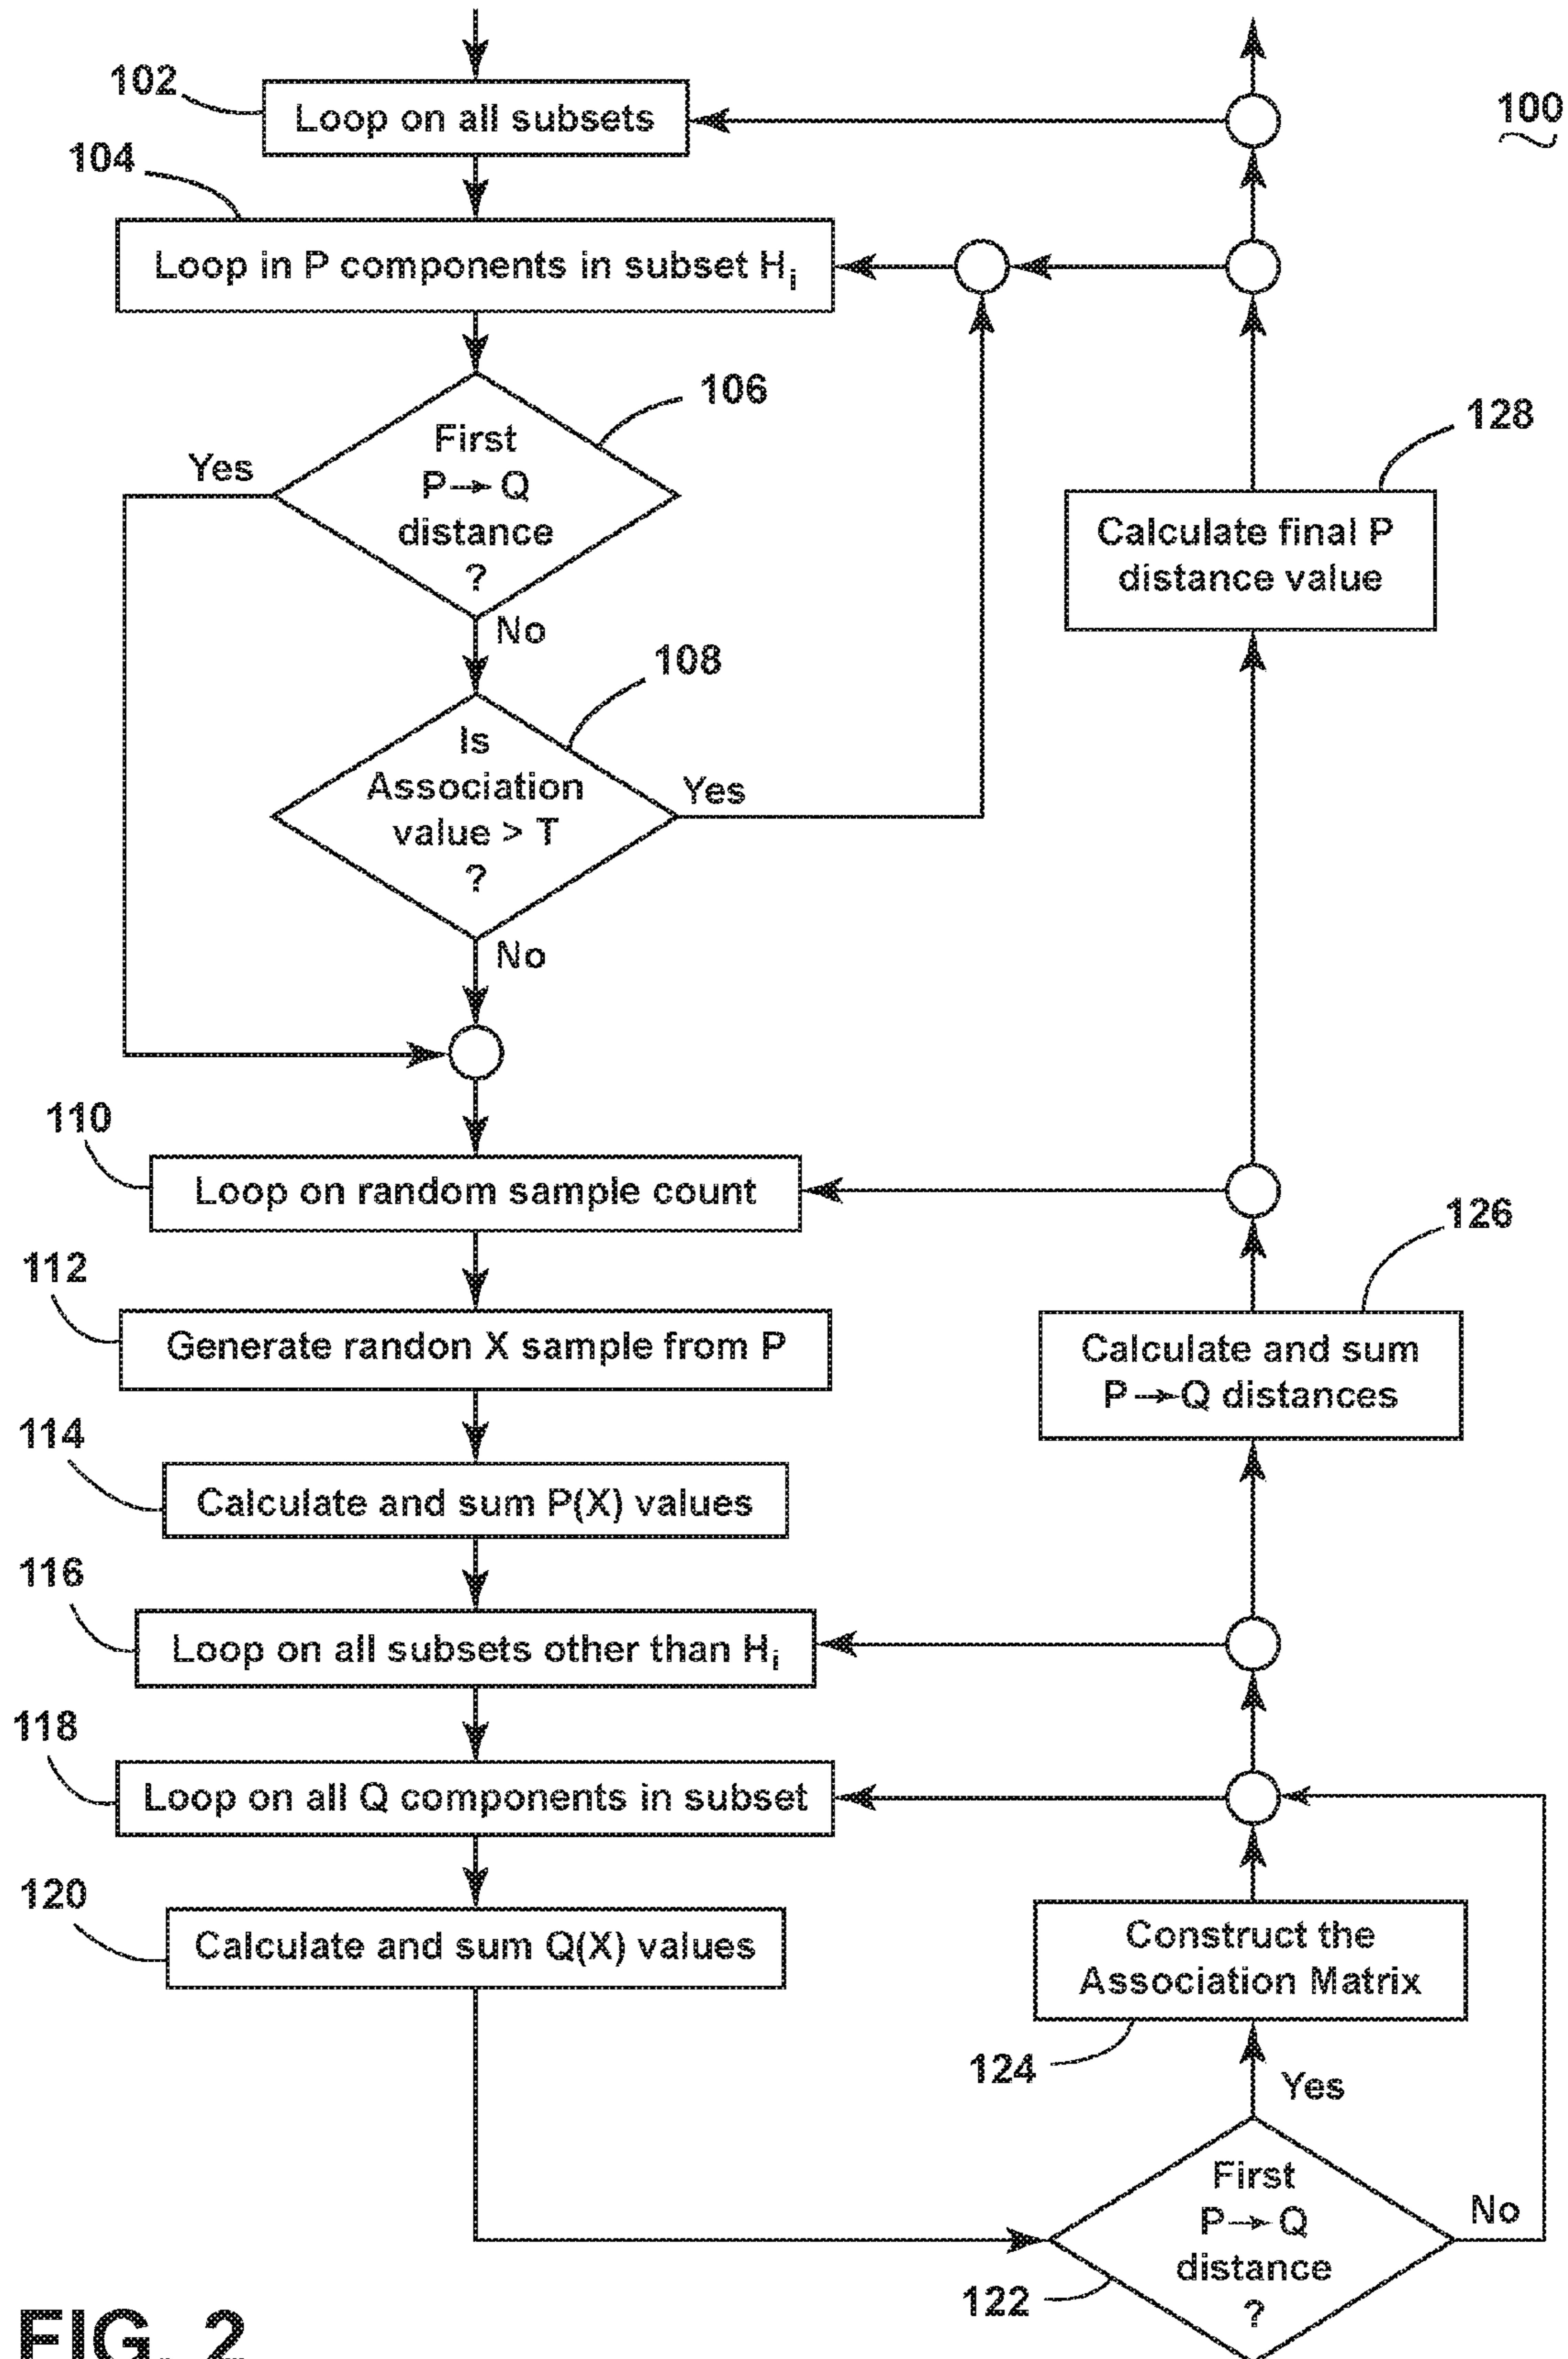 100
102
Loop on all subsets
104
Loop in P components in subset Hi
106
First
P→Q
distance
?
Yes
No
108
Is
Association
value > T
?
Yes
No
110
Loop on random sample count
112
Generate randon X sample from P
114
Calculate and sum P(X) values
116
Loop on all subsets other than Hi
118
Loop on all Q components in subset
120
Calculate and sum Q(X) values
122
First
P→Q
distance
?
Yes
No
124
Construct the
Association Matrix
126
Calculate and sum
P→Q distances
128
Calculate final P
distance value
FIG. 2